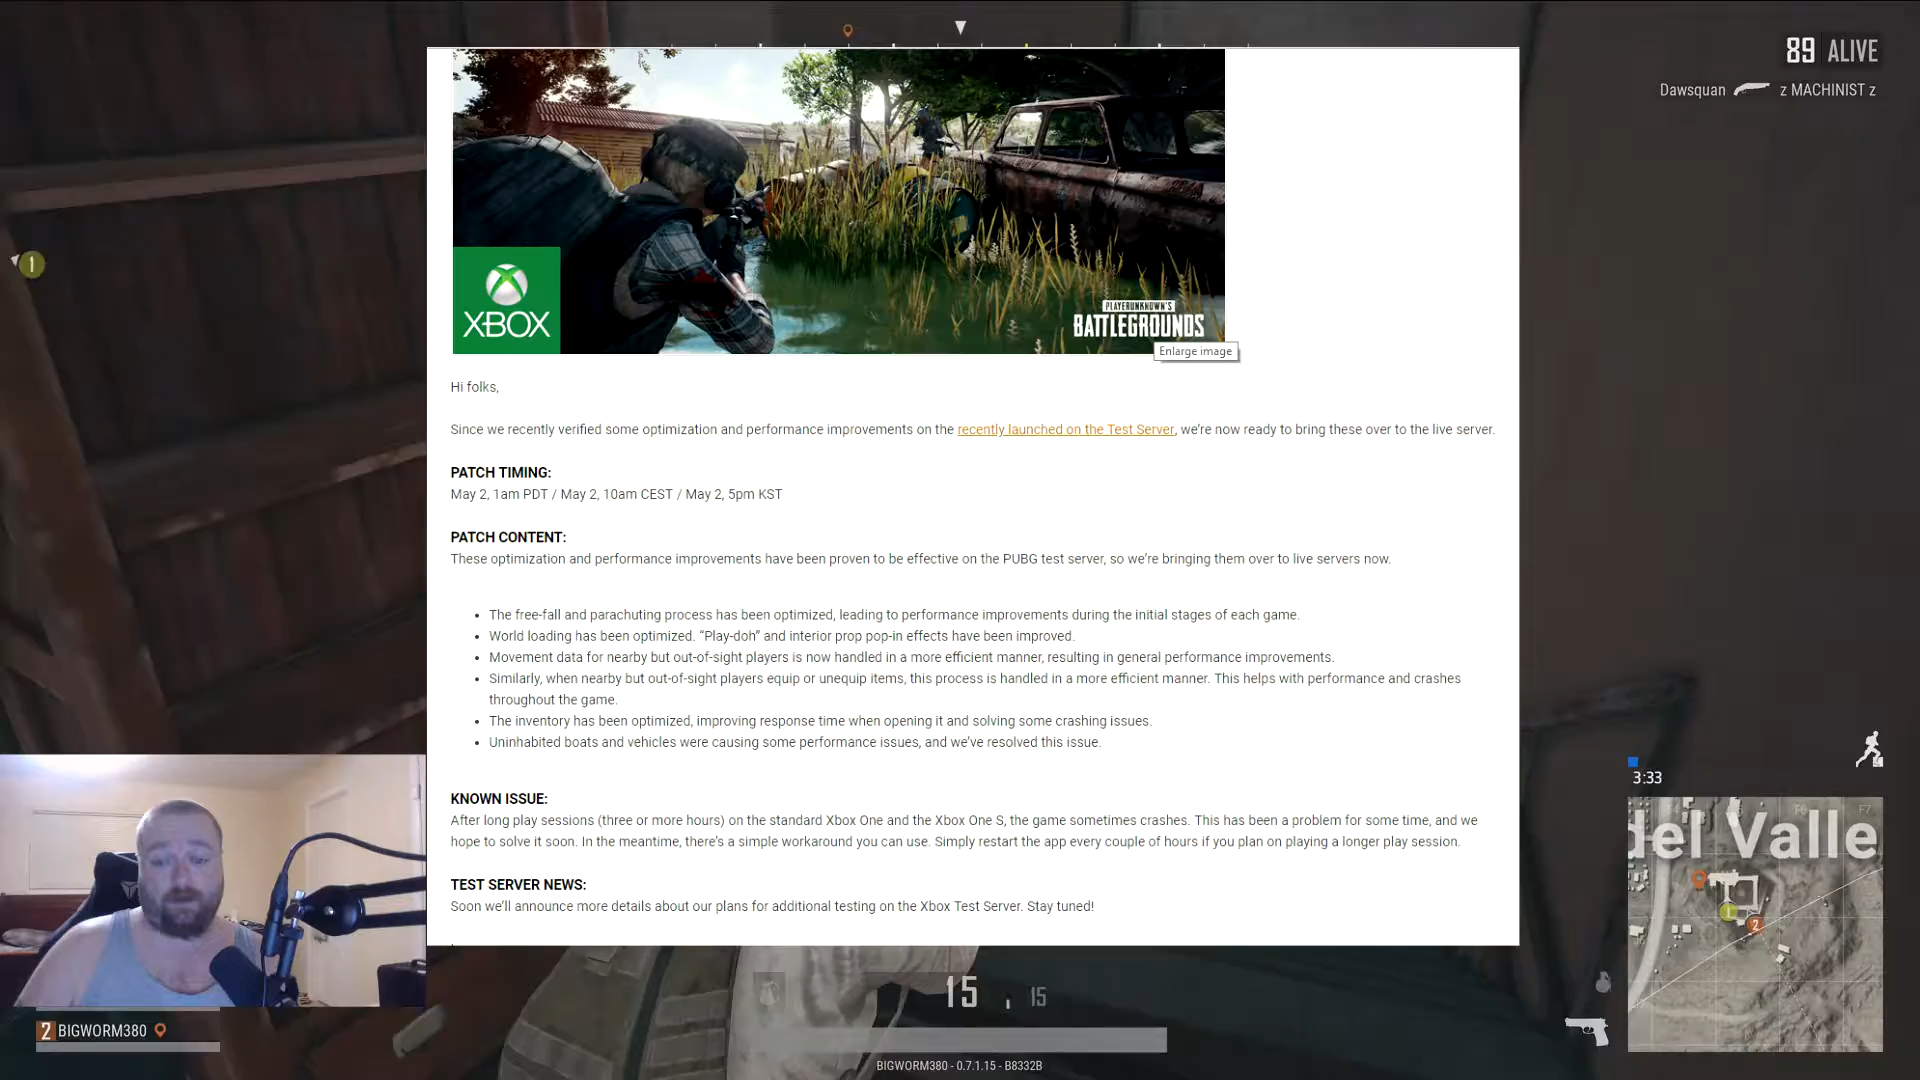 89 ALIVE
Dawsquan z MACHINIST z
1
XBOX
PLAYERUNKNOWN'S
BATTLEGROUNDS
Enlarge image
Hi folks,
Since we recently verified some optimization and performance improvements on the recently launched on the Test Server, we're now ready to bring these over to the live server.
PATCH TIMING:
May 2, 1am PDT / May 2, 10am CEST / May 2, 5pm KST
PATCH CONTENT:
These optimization and performance improvements have been proven to be effective on the PUBG test server, so we're bringing them over to live servers now.
• The free-fall and parachuting process has been optimized, leading to performance improvements during the initial stages of each game.
• World loading has been optimized. “Play-doh” and interior prop pop-in effects have been improved.
• Movement data for nearby but out-of-sight players is now handled in a more efficient manner, resulting in general performance improvements.
• Similarly, when nearby but out-of-sight players equip or unequip items, this process is handled in a more efficient manner. This helps with performance and crashes
throughout the game.
• The inventory has been optimized, improving response time when opening it and solving some crashing issues.
• Uninhabited boats and vehicles were causing some performance issues, and we've resolved this issue.
KNOWN ISSUE:
After long play sessions (three or more hours) on the standard Xbox One and the Xbox One S, the game sometimes crashes. This has been a problem for some time, and we
hope to solve it soon. In the meantime, there's a simple workaround you can use. Simply restart the app every couple of hours if you plan on playing a longer play session.
TEST SERVER NEWS:
Soon we'll announce more details about our plans for additional testing on the Xbox Test Server. Stay tuned!
3:33
F7
del Valle
1
2
15 15
2 BIGWORM380
BIGWORM380 - 0.7.1.15 - B8332B